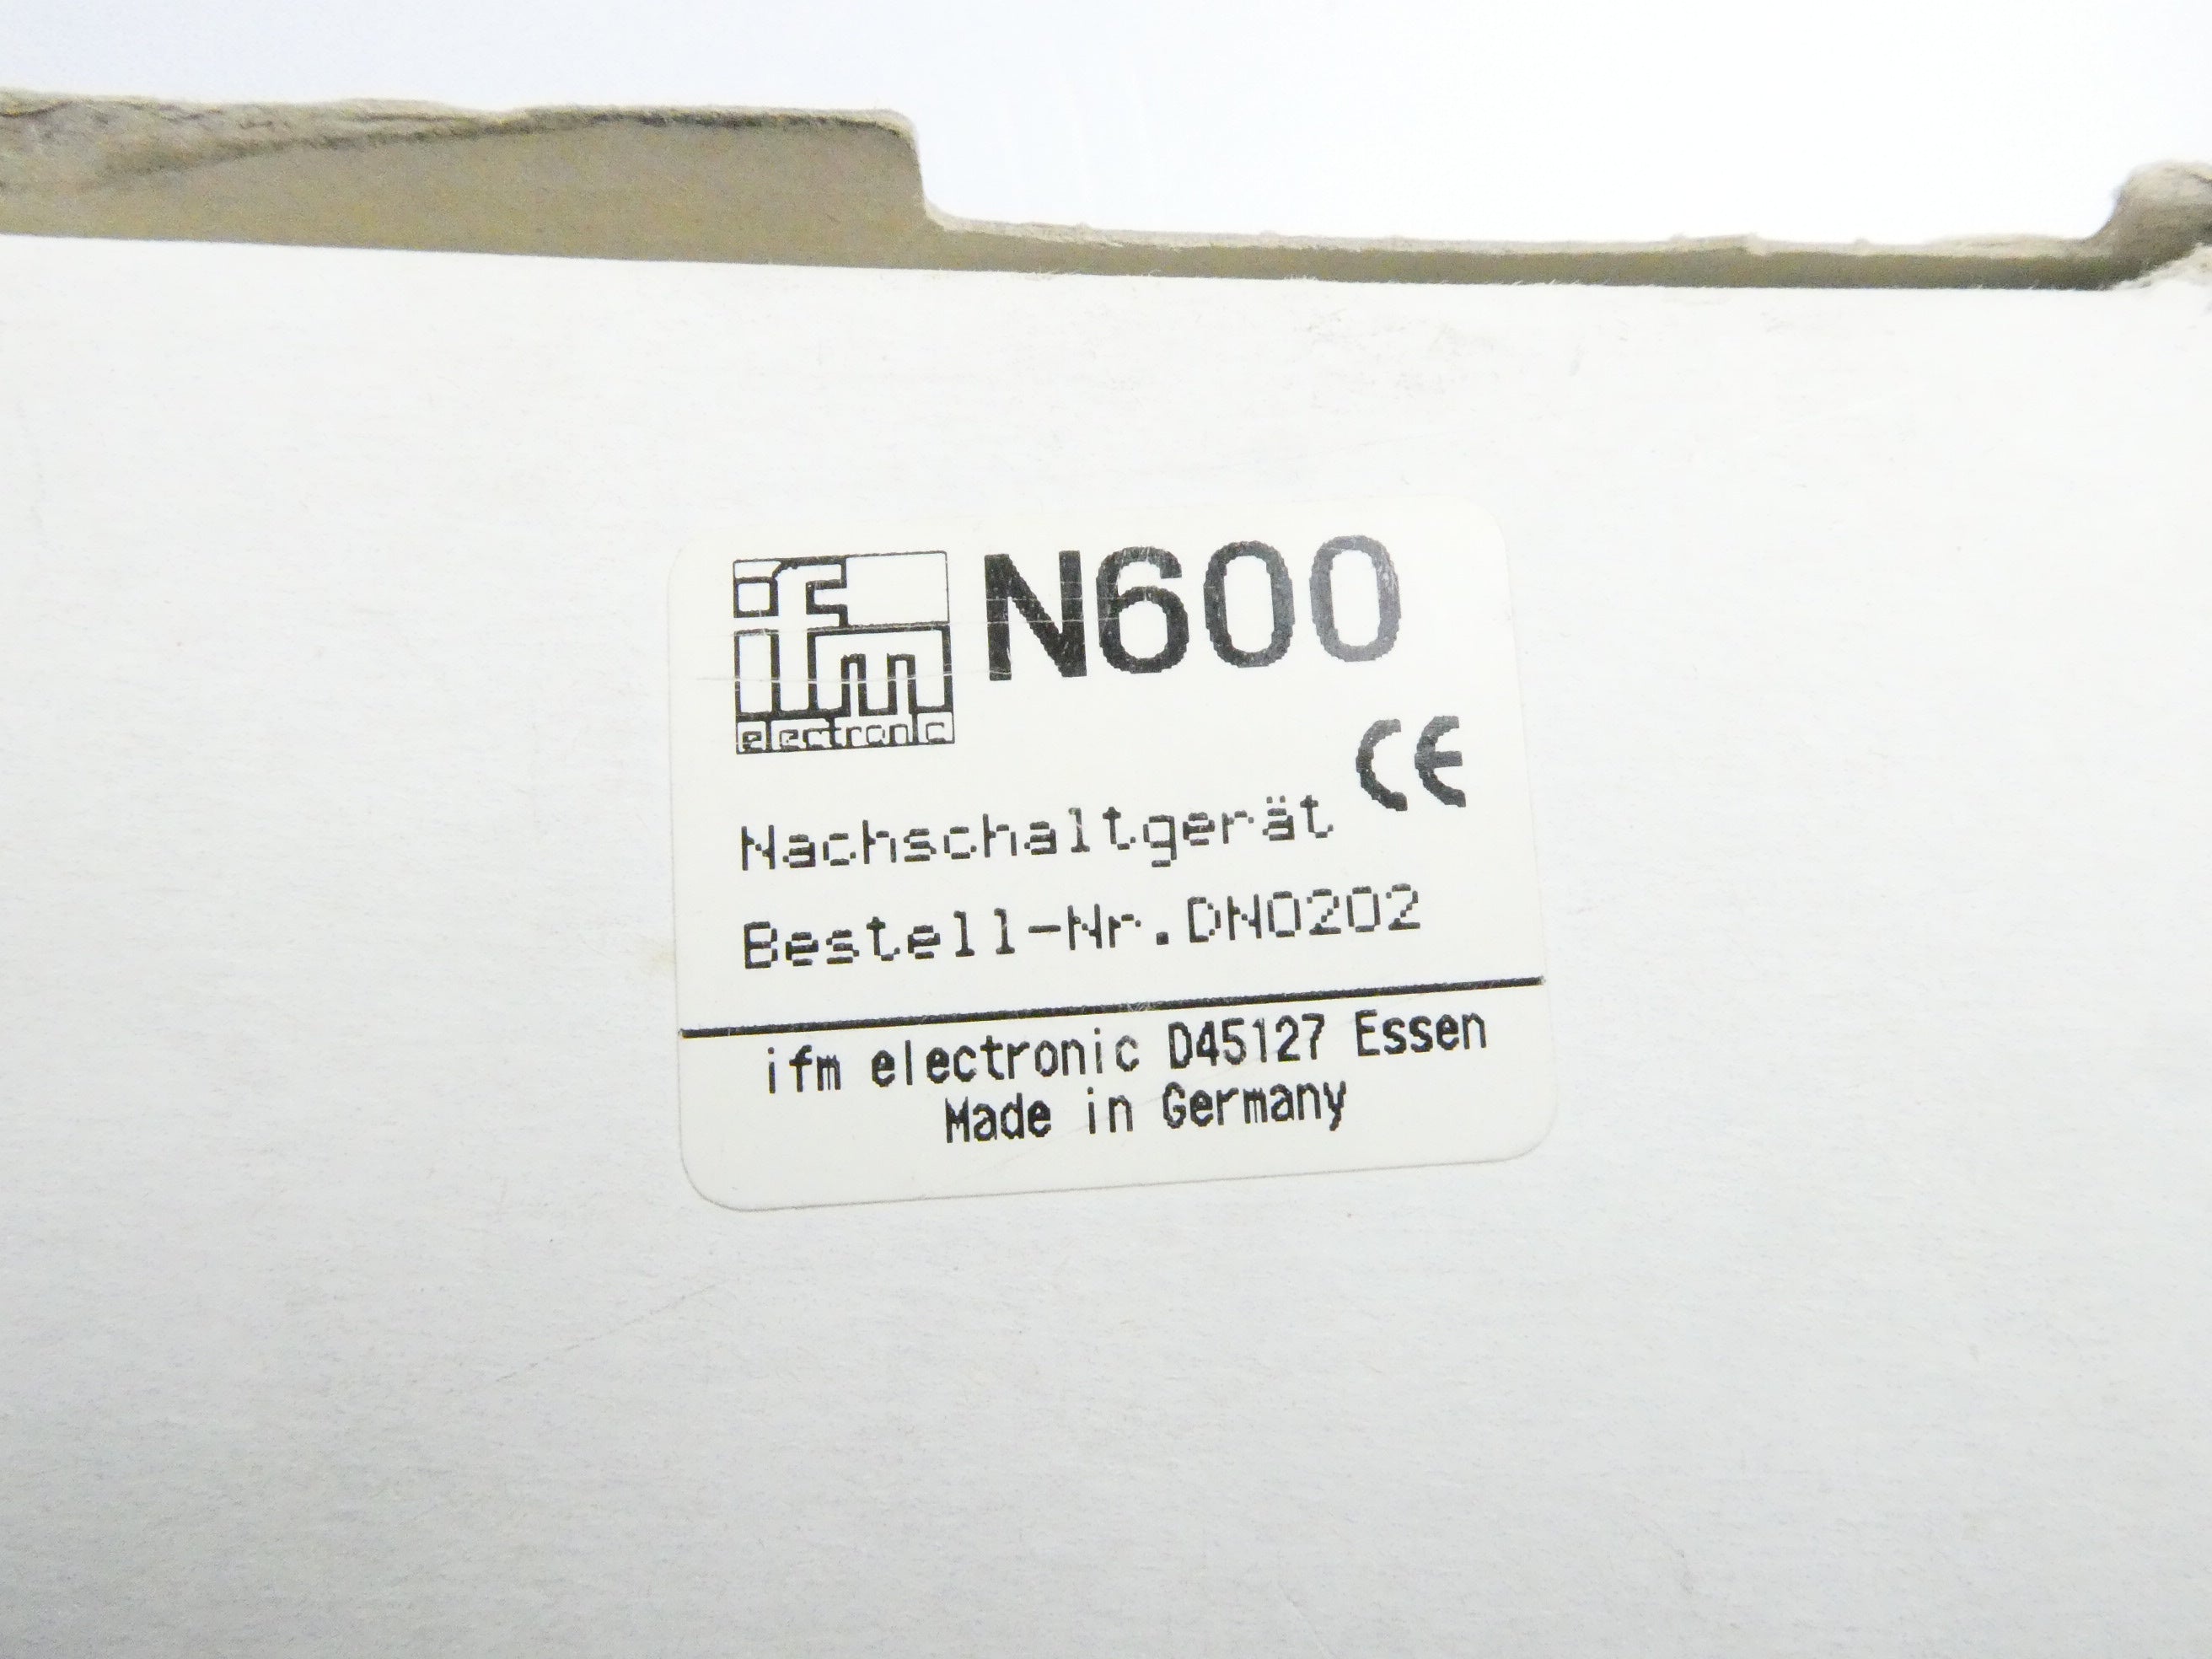 ifm
electronic
N600
CE
Nachschaltgerät
Bestell-Nr.DN0202
ifm electronic D45127 Essen
Made in Germany